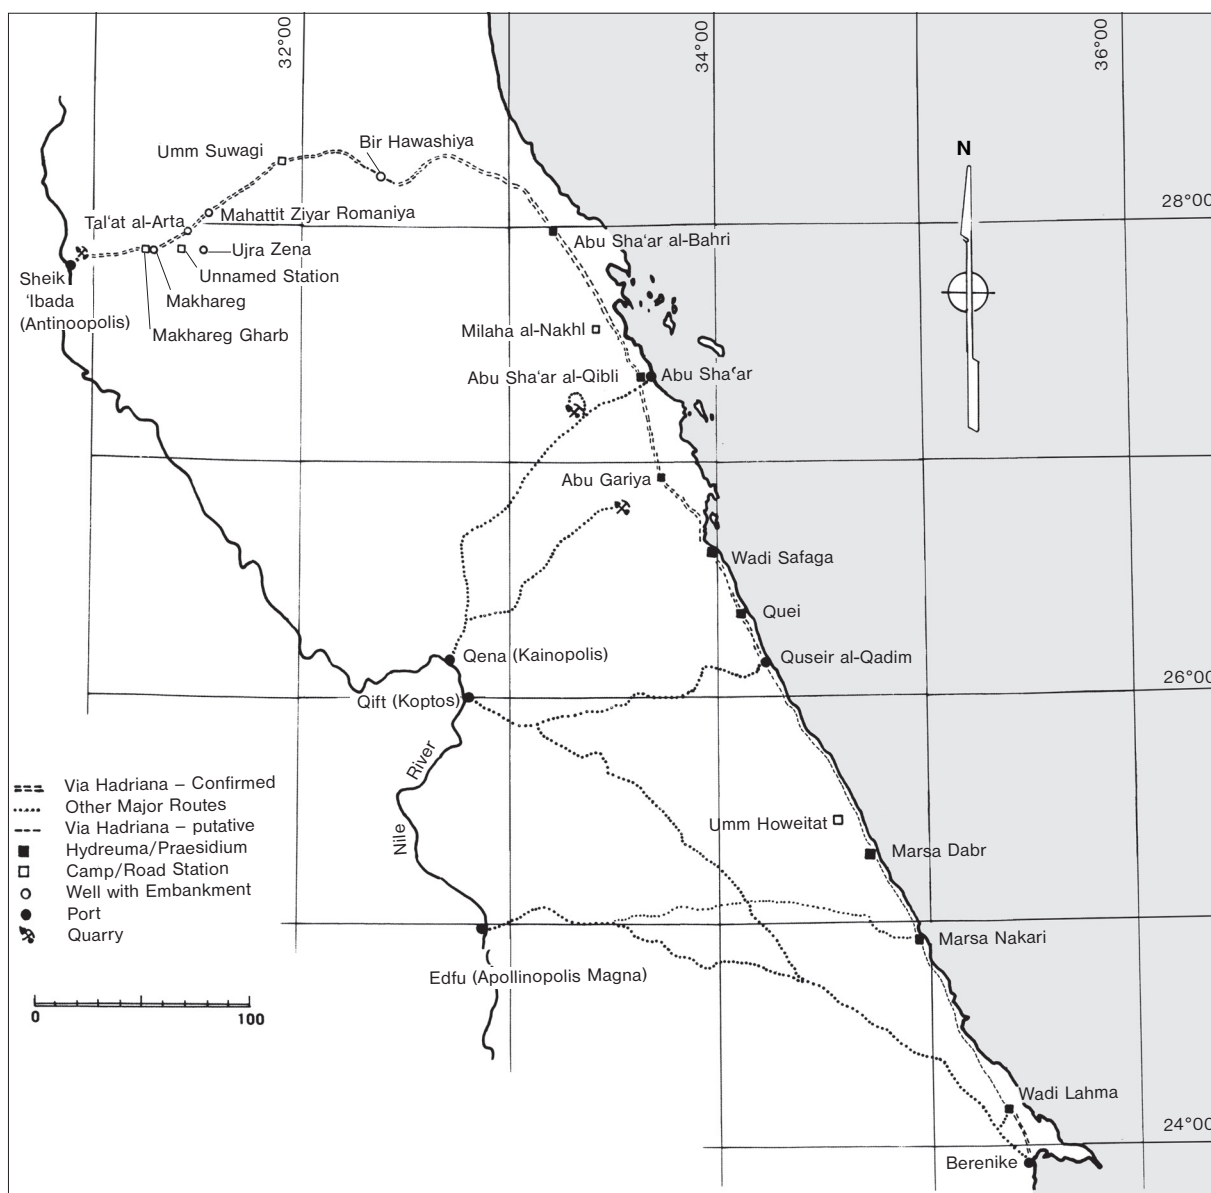 32°00
34°00
36°00
N
Bir Hawashiya
Umm Suwagi
28°00
Mahattit Ziyar Romaniya
Tal‘at al-Arta
Abu Sha‘ar al-Bahri
Ujra Zena
Unnamed Station
Sheik
‘Ibada
(Antinoopolis)
Makhareg
Makhareg Gharb
Milaha al-Nakhl
Abu Sha‘ar al-Qibli
Abu Sha‘ar
Abu Gariya
Wadi Safaga
Quei
Qena (Kainopolis)
Quseir al-Qadim
Qift (Koptos)
26°00
River
Nile
Via Hadriana – Confirmed
Other Major Routes
Via Hadriana – putative
Hydreuma/Praesidium
Camp/Road Station
Well with Embankment
Port
Quarry
Umm Howeitat
Marsa Dabr
Marsa Nakari
Edfu (Apollinopolis Magna)
0 100
Wadi Lahma
24°00
Berenike